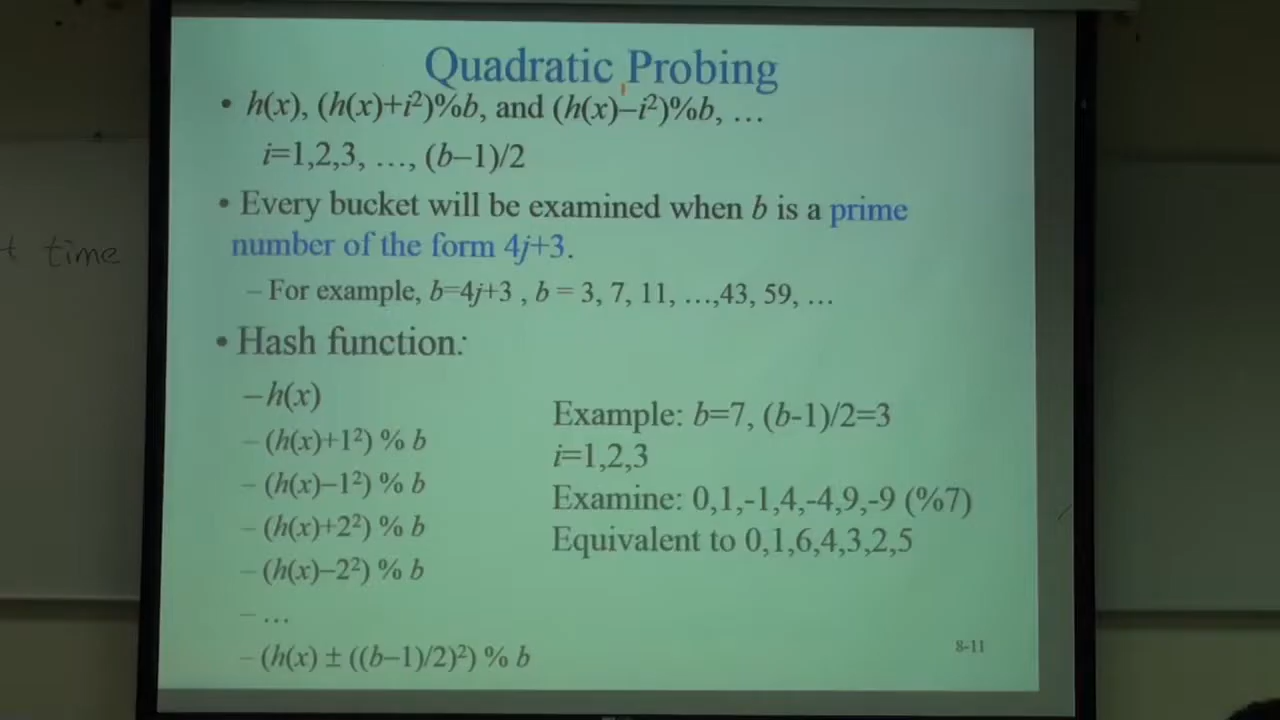 Quadratic Probing
• h(x), (h(x)+i²)%b, and (h(x)–i²)%b, …
i=1,2,3, …, (b–1)/2
• Every bucket will be examined when b is a prime
number of the form 4j+3.
– For example, b=4j+3 , b = 3, 7, 11, …,43, 59, …
• Hash function:
–h(x)
– (h(x)+1²) % b
– (h(x)–1²) % b
– (h(x)+2²) % b
– (h(x)–2²) % b
– …
– (h(x) ± ((b–1)/2)²) % b
Example: b=7, (b-1)/2=3
i=1,2,3
Examine: 0,1,-1,4,-4,9,-9 (%7)
Equivalent to 0,1,6,4,3,2,5
8-11
time